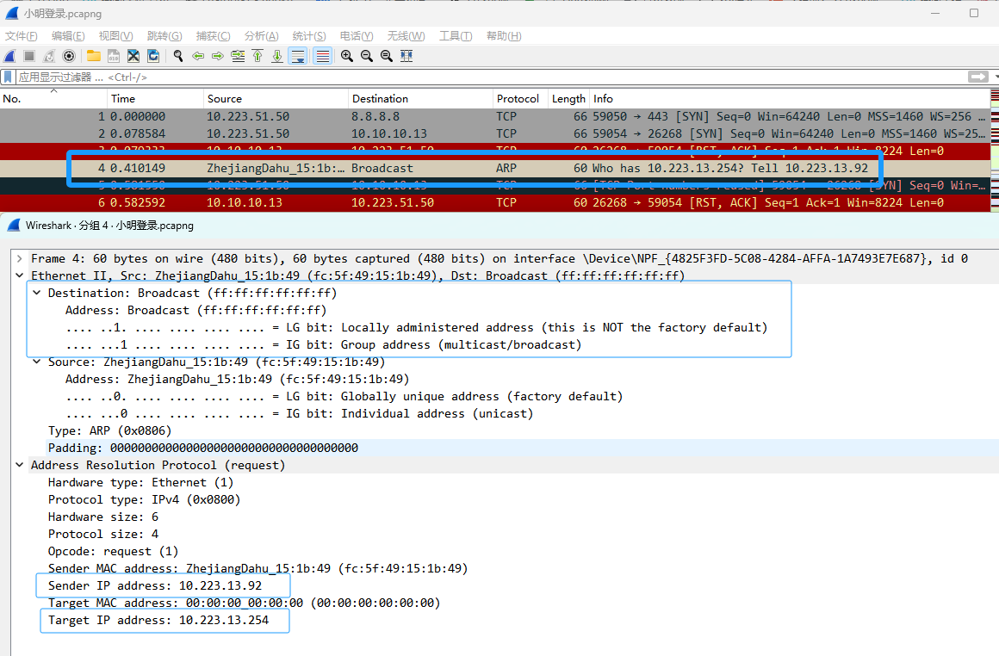 小明登录.pcapng
文件(F) 编辑(E) 视图(V) 跳转(G) 捕获(C) 分析(A) 统计(S) 电话(Y) 无线(W) 工具(T) 帮助(H)
应用显示过滤器 … <Ctrl-/>
No. Time Source Destination Protocol Length Info
1 0.000000 10.223.51.50 8.8.8.8 TCP 66 59050 → 443 [SYN] Seq=0 Win=64240 Len=0 MSS=1460 WS=256 …
2 0.078584 10.223.51.50 10.10.10.13 TCP 66 59054 → 26268 [SYN] Seq=0 Win=64240 Len=0 MSS=1460 WS=25…
3 10.10.10.13 10.223.51.50 TCP 60 26268 → 59054 [RST, ACK] Seq=1 Ack=1 Win=8224 Len=0
4 0.410149 ZhejiangDahu_15:1b:… Broadcast ARP 60 Who has 10.223.13.254? Tell 10.223.13.92
5 10.223.51.50 10.10.10.13 TCP 66 [TCP Port numbers reused] 59054 → 26268 [SYN] Seq=0 Win=…
6 0.582592 10.10.10.13 10.223.51.50 TCP 60 26268 → 59054 [RST, ACK] Seq=1 Ack=1 Win=8224 Len=0
Wireshark · 分组 4 · 小明登录.pcapng
Frame 4: 60 bytes on wire (480 bits), 60 bytes captured (480 bits) on interface \Device\NPF_{4825F3FD-5C08-4284-AFFA-1A7493E7E687}, id 0
Ethernet II, Src: ZhejiangDahu_15:1b:49 (fc:5f:49:15:1b:49), Dst: Broadcast (ff:ff:ff:ff:ff:ff)
Destination: Broadcast (ff:ff:ff:ff:ff:ff)
Address: Broadcast (ff:ff:ff:ff:ff:ff)
.... ..1. .... .... .... .... = LG bit: Locally administered address (this is NOT the factory default)
.... ...1 .... .... .... .... = IG bit: Group address (multicast/broadcast)
Source: ZhejiangDahu_15:1b:49 (fc:5f:49:15:1b:49)
Address: ZhejiangDahu_15:1b:49 (fc:5f:49:15:1b:49)
.... ..0. .... .... .... .... = LG bit: Globally unique address (factory default)
.... ...0 .... .... .... .... = IG bit: Individual address (unicast)
Type: ARP (0x0806)
Padding: 000000000000000000000000000000000000
Address Resolution Protocol (request)
Hardware type: Ethernet (1)
Protocol type: IPv4 (0x0800)
Hardware size: 6
Protocol size: 4
Opcode: request (1)
Sender MAC address: ZhejiangDahu_15:1b:49 (fc:5f:49:15:1b:49)
Sender IP address: 10.223.13.92
Target MAC address: 00:00:00_00:00:00 (00:00:00:00:00:00)
Target IP address: 10.223.13.254